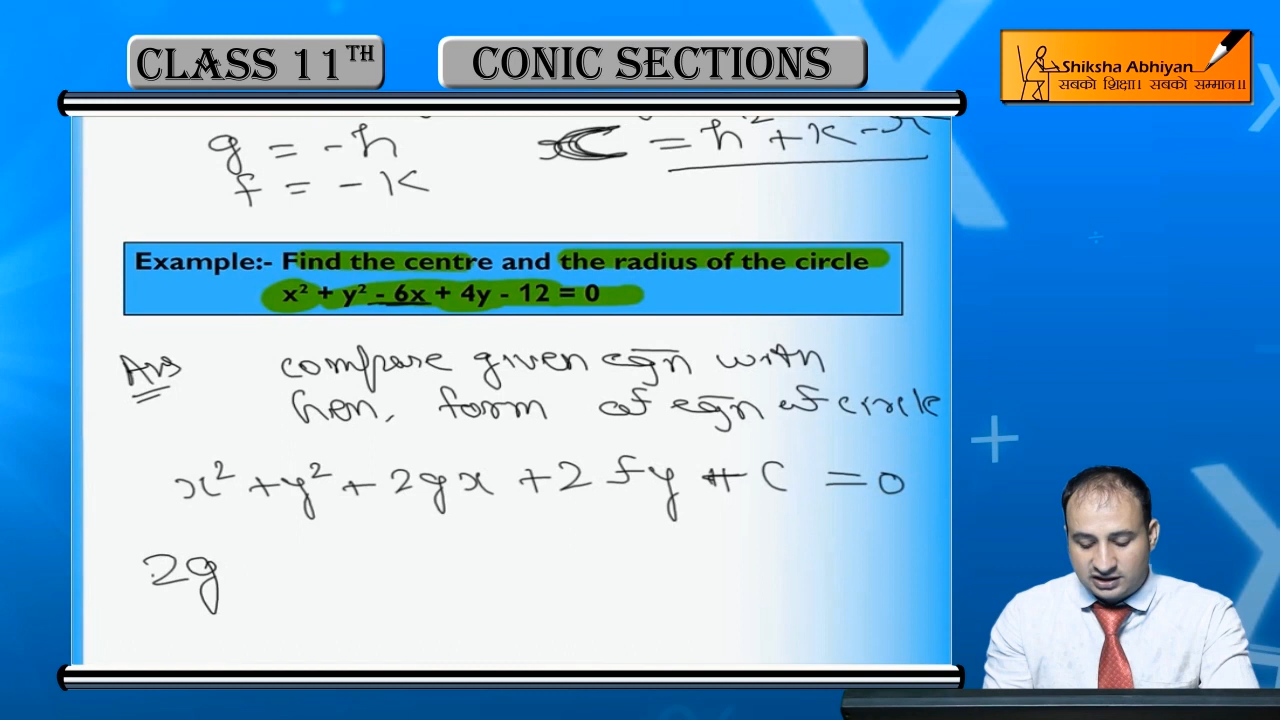 CLASS 11TH
CONIC SECTIONS
Shiksha Abhiyan
सबको शिक्षा। सबको सम्मान।।
g = -h
C = h² + k -
f = -k
Example:- Find the centre and the radius of the circle
x² + y² - 6x + 4y - 12 = 0
Ans compare given eqn with
Gen. form of eqn of circle
x² + y² + 2gx + 2fy + C = 0
2g